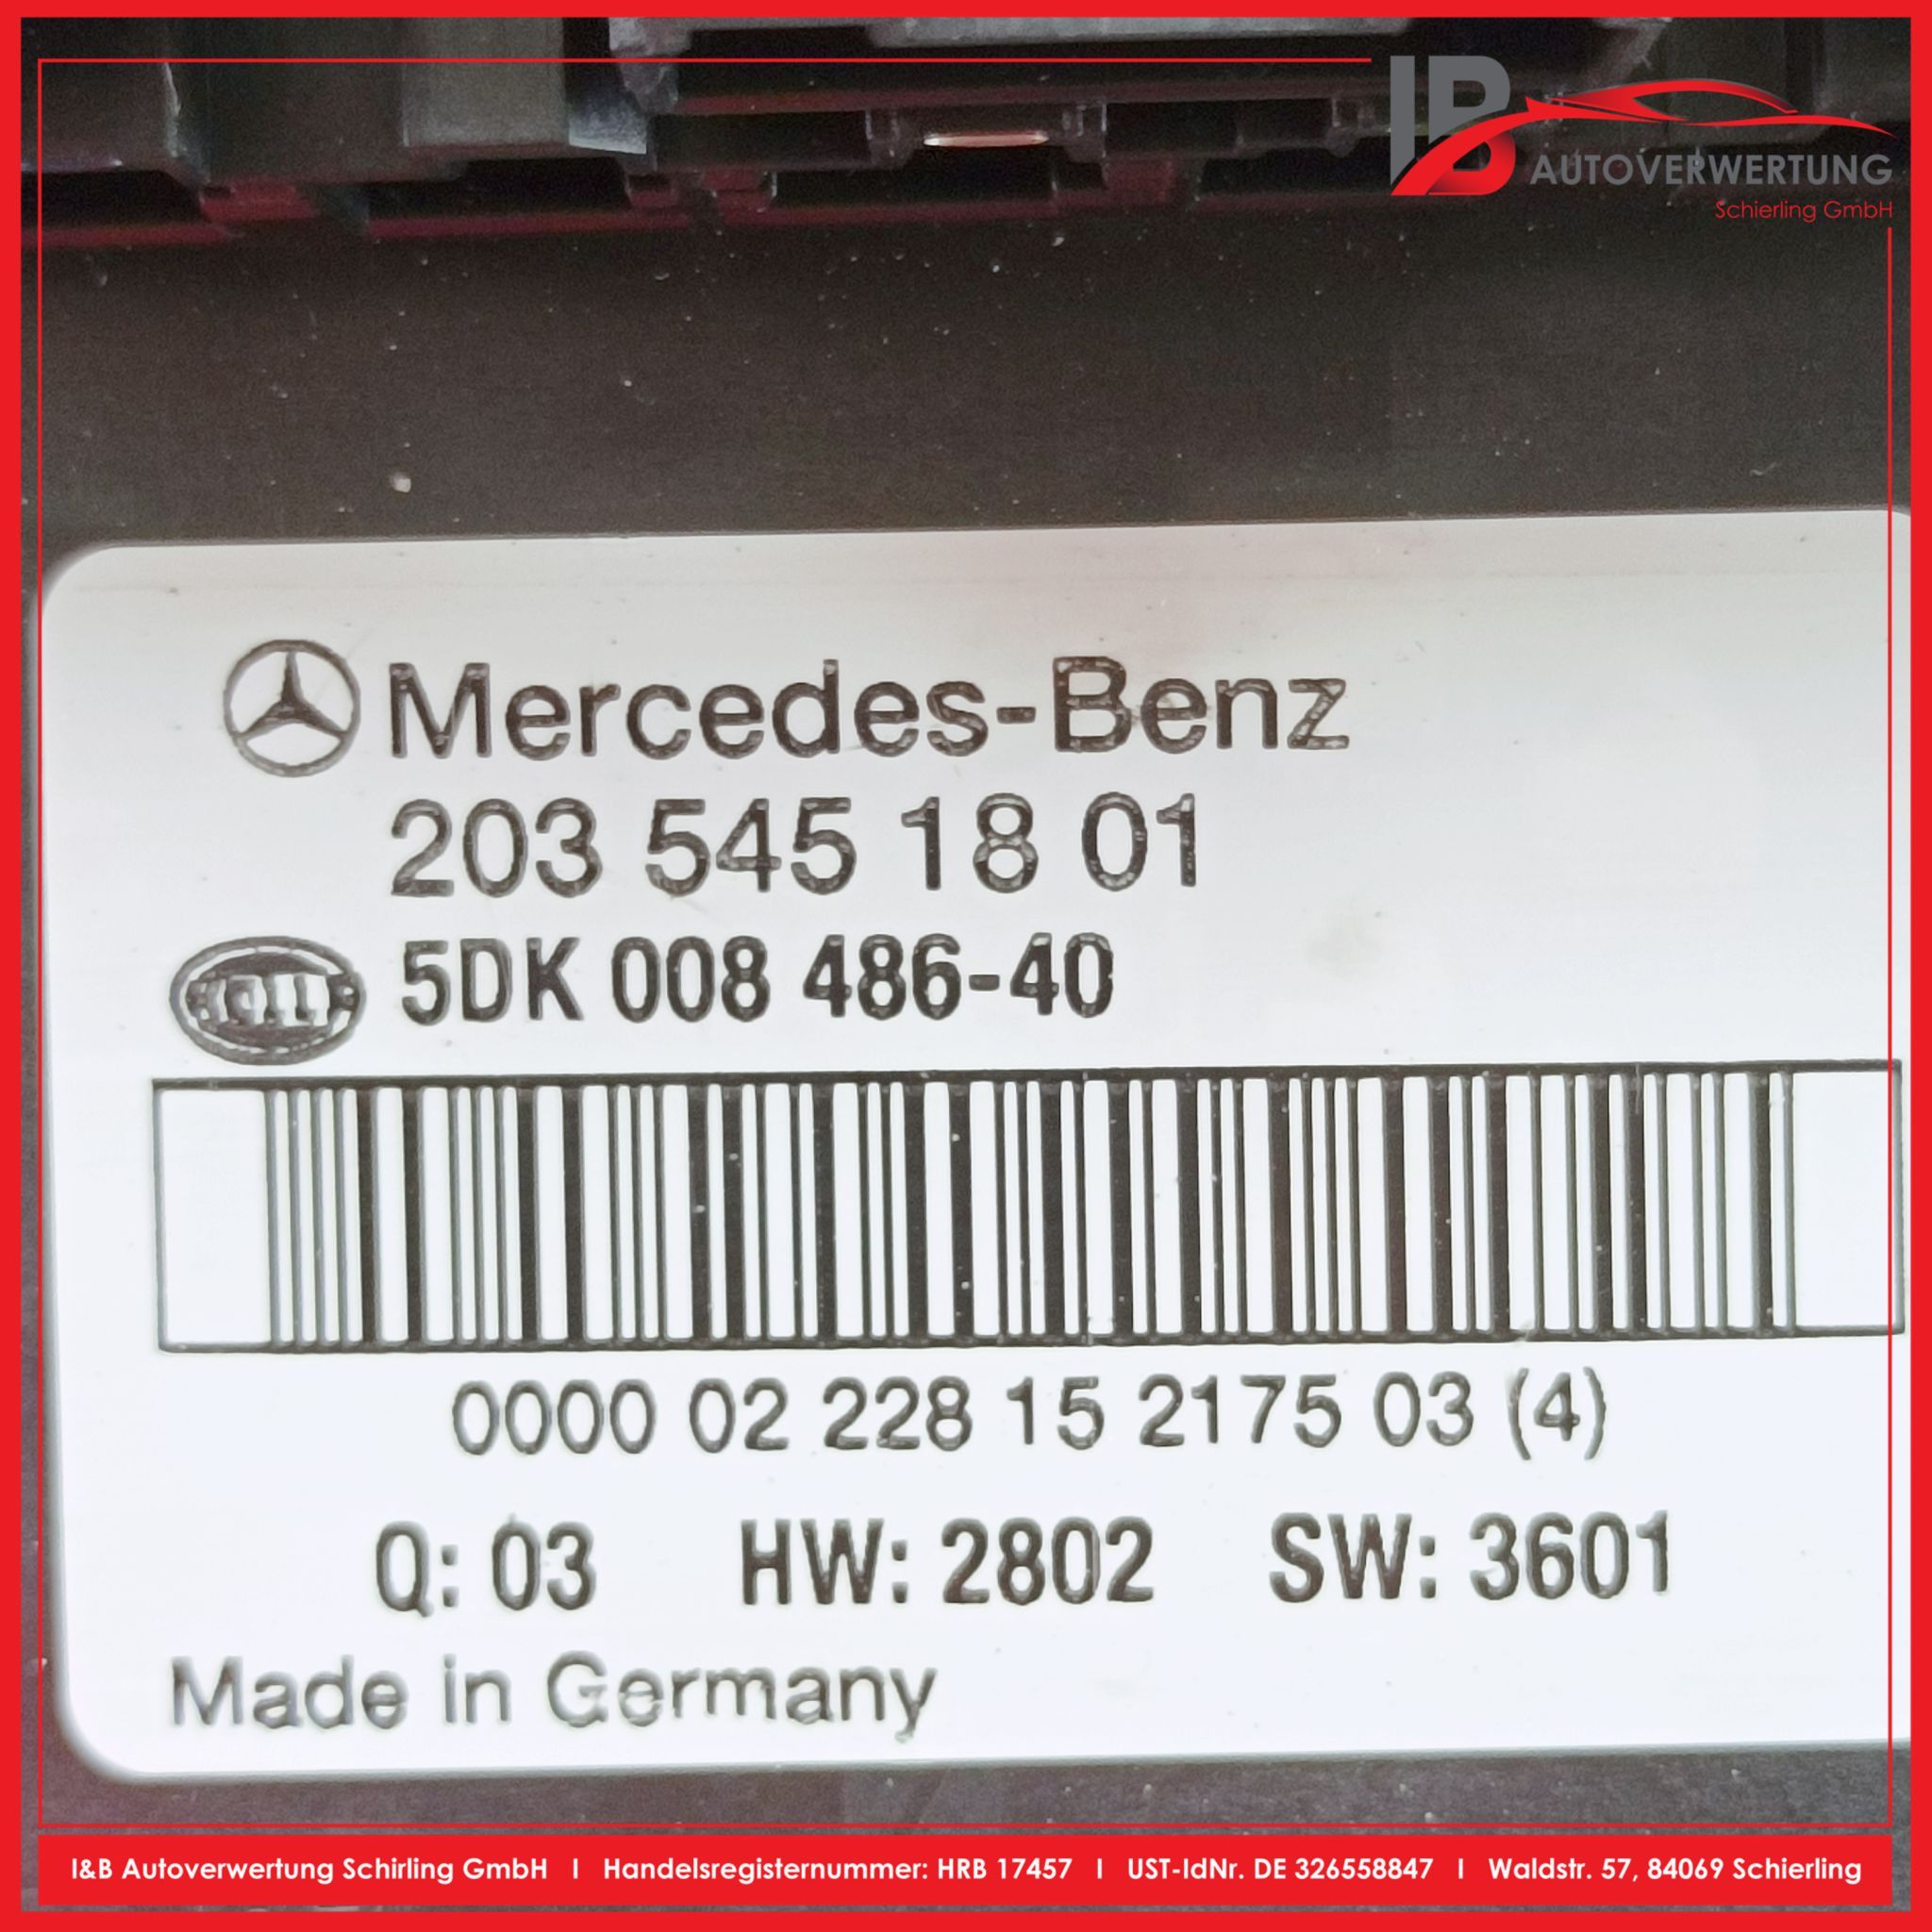 IB
AUTOVERWERTUNG
Schierling GmbH
Mercedes-Benz
203 545 18 01
HELLA
5DK 008 486-40
0000 02 228 15 2175 03 (4)
Q: 03 HW: 2802 SW: 3601
Made in Germany
I&B Autoverwertung Schirling GmbH I Handelsregisternummer: HRB 17457 I UST-IdNr. DE 326558847 I Waldstr. 57, 84069 Schierling